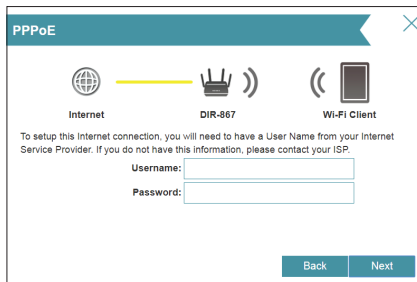 PPPoE
Internet DIR-867 Wi-Fi Client
To setup this Internet connection, you will need to have a User Name from your Internet
Service Provider. If you do not have this information, please contact your ISP.
Username:
Password:
Back Next